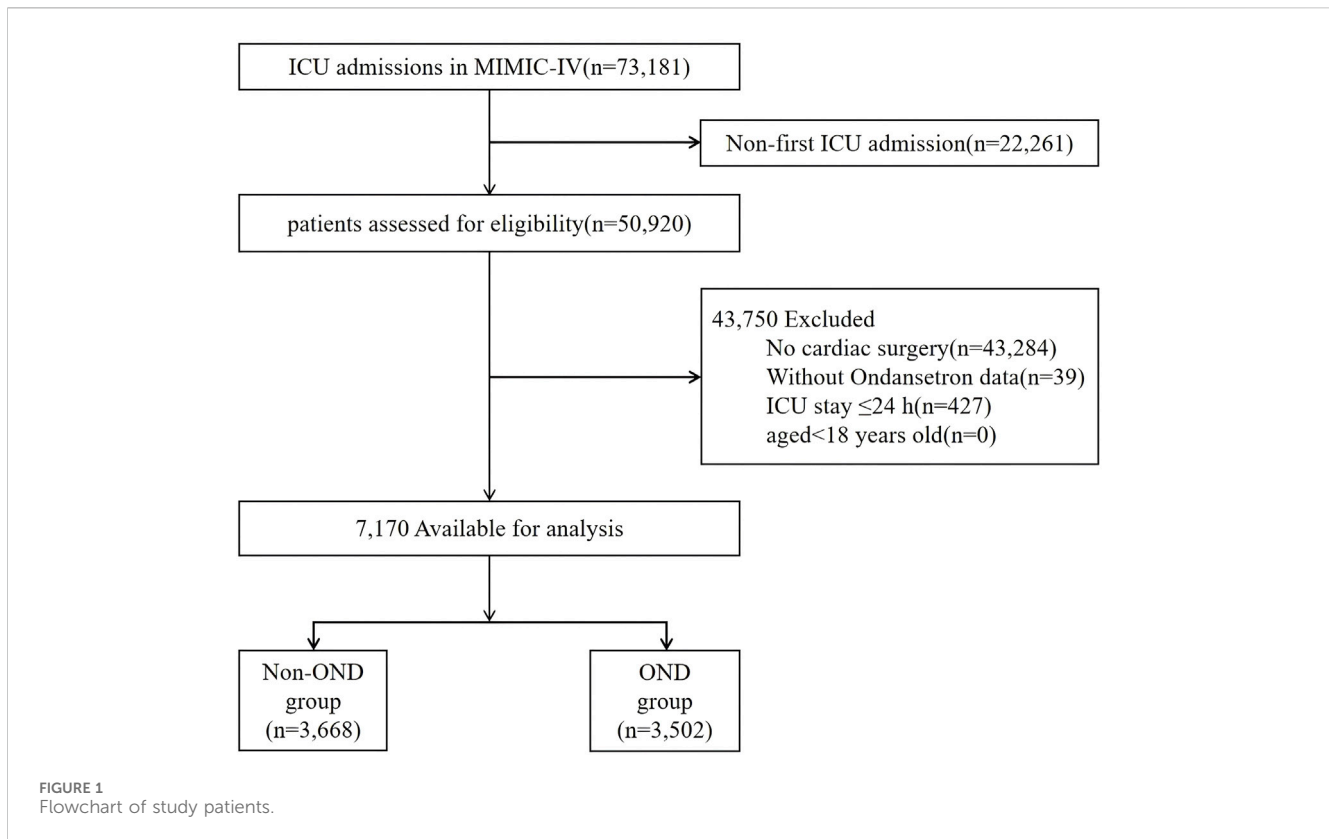 ICU admissions in MIMIC-IV(n=73,181)
Non-first ICU admission(n=22,261)
patients assessed for eligibility(n=50,920)
43,750 Excluded
No cardiac surgery(n=43,284)
Without Ondansetron data(n=39)
ICU stay ≤24 h(n=427)
aged<18 years old(n=0)
7,170 Available for analysis
Non-OND
group
(n=3,668)
OND
group
(n=3,502)
FIGURE 1
Flowchart of study patients.